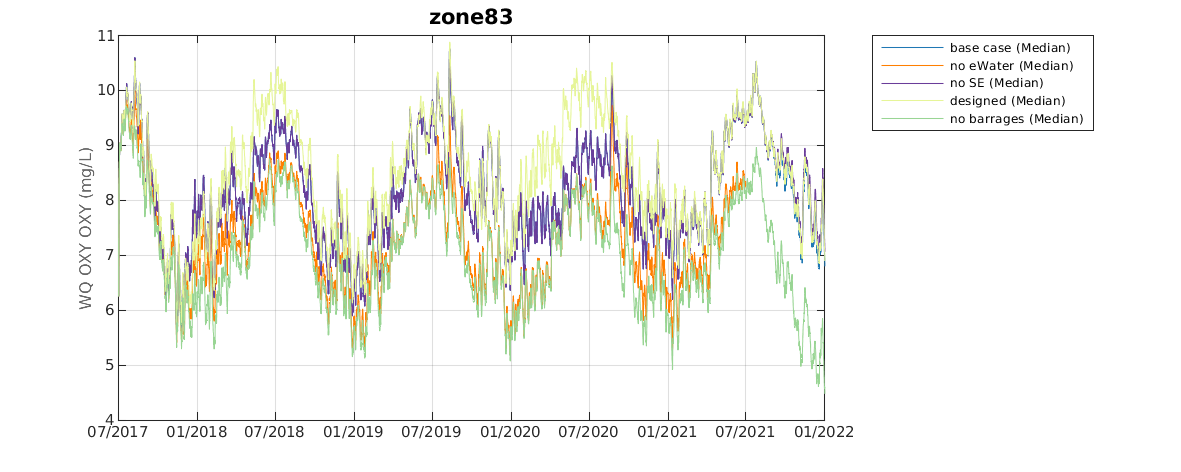 zone83
WQ OXY OXY (mg/L)
11
10
9
8
7
6
5
4
07/2017 01/2018 07/2018 01/2019 07/2019 01/2020 07/2020 01/2021 07/2021 01/2022
base case (Median)
no eWater (Median)
no SE (Median)
designed (Median)
no barrages (Median)